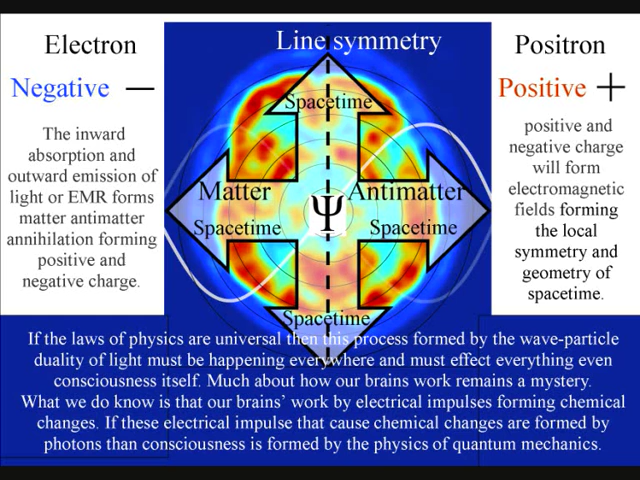 Electron
Negative —
The inward
absorption and
outward emission of
light or EMR forms
matter antimatter
annihilation forming
positive and
negative charge.
Line symmetry
Spacetime
Matter
Antimatter
Ψ
Spacetime
Spacetime
Spacetime
Positron
Positive +
positive and
negative charge
will form
electromagnetic
fields forming
the local
symmetry and
geometry of
spacetime.
If the laws of physics are universal then this process formed by the wave-particle
duality of light must be happening everywhere and must effect everything even
consciousness itself. Much about how our brains work remains a mystery.
What we do know is that our brains' work by electrical impulses forming chemical
changes. If these electrical impulse that cause chemical changes are formed by
photons than consciousness is formed by the physics of quantum mechanics.